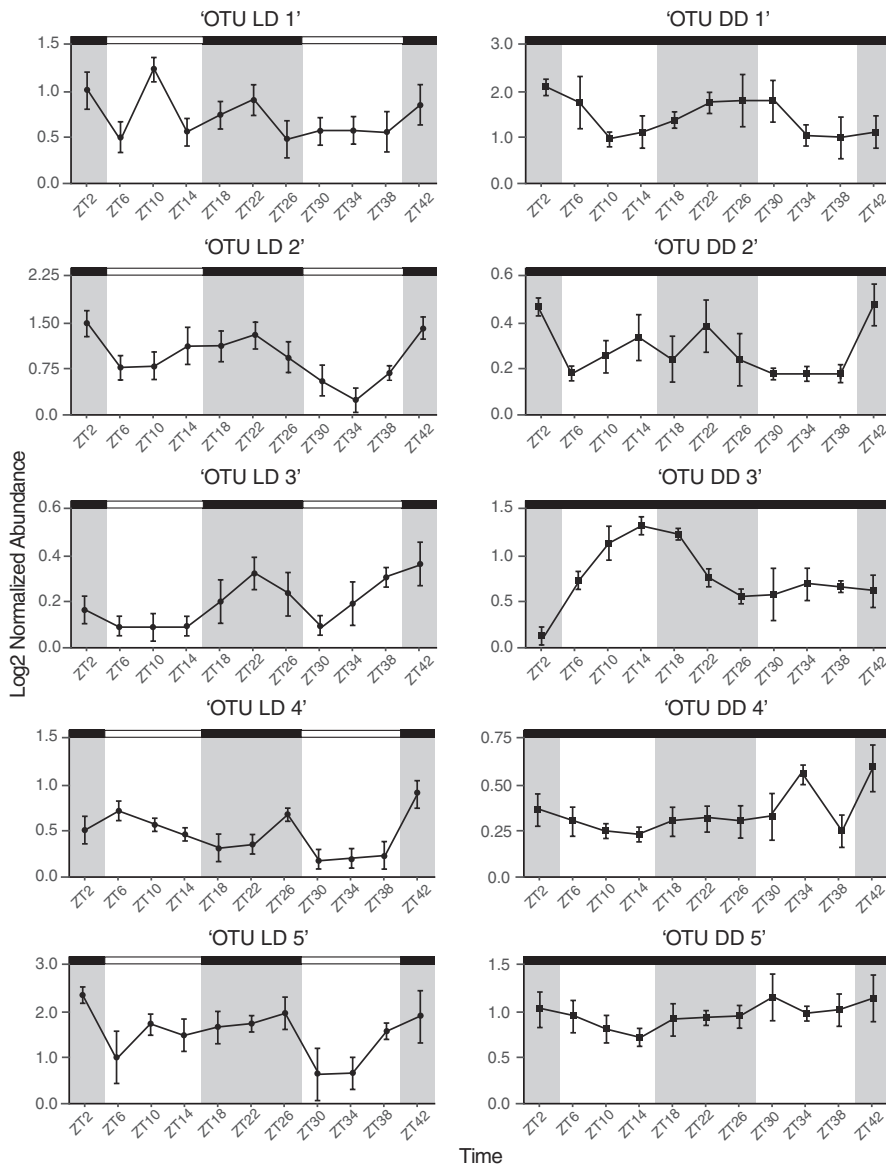 ‘OTU LD 1’
1.5
1.0
0.5
0.0
ZT2 ZT6 ZT10 ZT14 ZT18 ZT22 ZT26 ZT30 ZT34 ZT38 ZT42
‘OTU DD 1’
3.0
2.0
1.0
0.0
ZT2 ZT6 ZT10 ZT14 ZT18 ZT22 ZT26 ZT30 ZT34 ZT38 ZT42
‘OTU LD 2’
2.25
1.50
0.75
0.0
ZT2 ZT6 ZT10 ZT14 ZT18 ZT22 ZT26 ZT30 ZT34 ZT38 ZT42
‘OTU DD 2’
0.6
0.4
0.2
0.0
ZT2 ZT6 ZT10 ZT14 ZT18 ZT22 ZT26 ZT30 ZT34 ZT38 ZT42
Log2 Normalized Abundance
‘OTU LD 3’
0.6
0.4
0.2
0.0
ZT2 ZT6 ZT10 ZT14 ZT18 ZT22 ZT26 ZT30 ZT34 ZT38 ZT42
‘OTU DD 3’
1.5
1.0
0.5
0.0
ZT2 ZT6 ZT10 ZT14 ZT18 ZT22 ZT26 ZT30 ZT34 ZT38 ZT42
‘OTU LD 4’
1.5
1.0
0.5
0.0
ZT2 ZT6 ZT10 ZT14 ZT18 ZT22 ZT26 ZT30 ZT34 ZT38 ZT42
‘OTU DD 4’
0.75
0.50
0.25
0.0
ZT2 ZT6 ZT10 ZT14 ZT18 ZT22 ZT26 ZT30 ZT34 ZT38 ZT42
‘OTU LD 5’
3.0
2.0
1.0
0.0
ZT2 ZT6 ZT10 ZT14 ZT18 ZT22 ZT26 ZT30 ZT34 ZT38 ZT42
‘OTU DD 5’
1.5
1.0
0.5
0.0
ZT2 ZT6 ZT10 ZT14 ZT18 ZT22 ZT26 ZT30 ZT34 ZT38 ZT42
Time